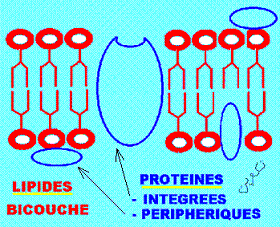 LIPIDES
BICOUCHE
PROTEINES
- INTEGREES
- PERIPHERIQUES